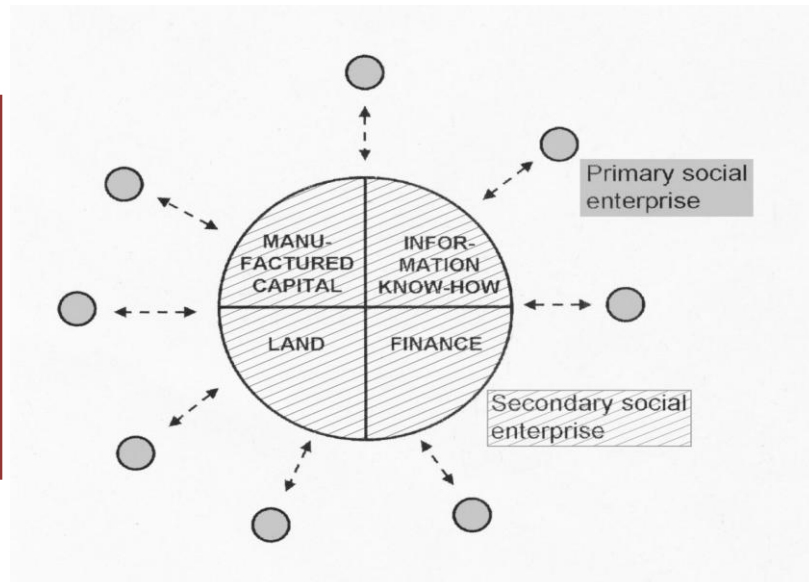 Primary social
enterprise
MANU-
FACTURED
CAPITAL
INFOR-
MATION
KNOW-HOW
LAND
FINANCE
Secondary social
enterprise